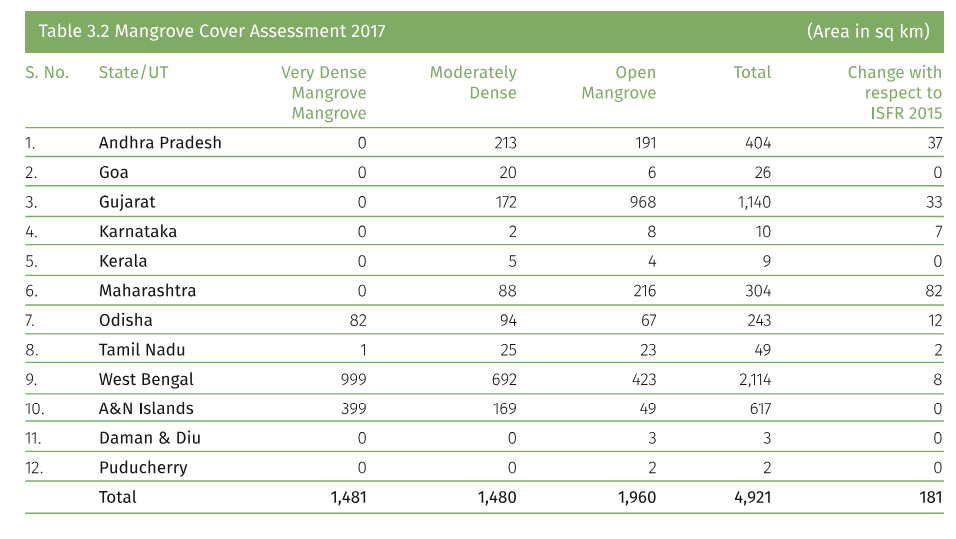 Table 3.2 Mangrove Cover Assessment 2017 (Area in sq km)
S. No. State/UT Very Dense Moderately Open Total Change with
Mangrove Dense Mangrove respect to
Mangrove ISFR 2015
1. Andhra Pradesh 0 213 191 404 37
2. Goa 0 20 6 26 0
3. Gujarat 0 172 968 1,140 33
4. Karnataka 0 2 8 10 7
5. Kerala 0 5 4 9 0
6. Maharashtra 0 88 216 304 82
7. Odisha 82 94 67 243 12
8. Tamil Nadu 1 25 23 49 2
9. West Bengal 999 692 423 2,114 8
10. A&N Islands 399 169 49 617 0
11. Daman & Diu 0 0 3 3 0
12. Puducherry 0 0 2 2 0
Total 1,481 1,480 1,960 4,921 181